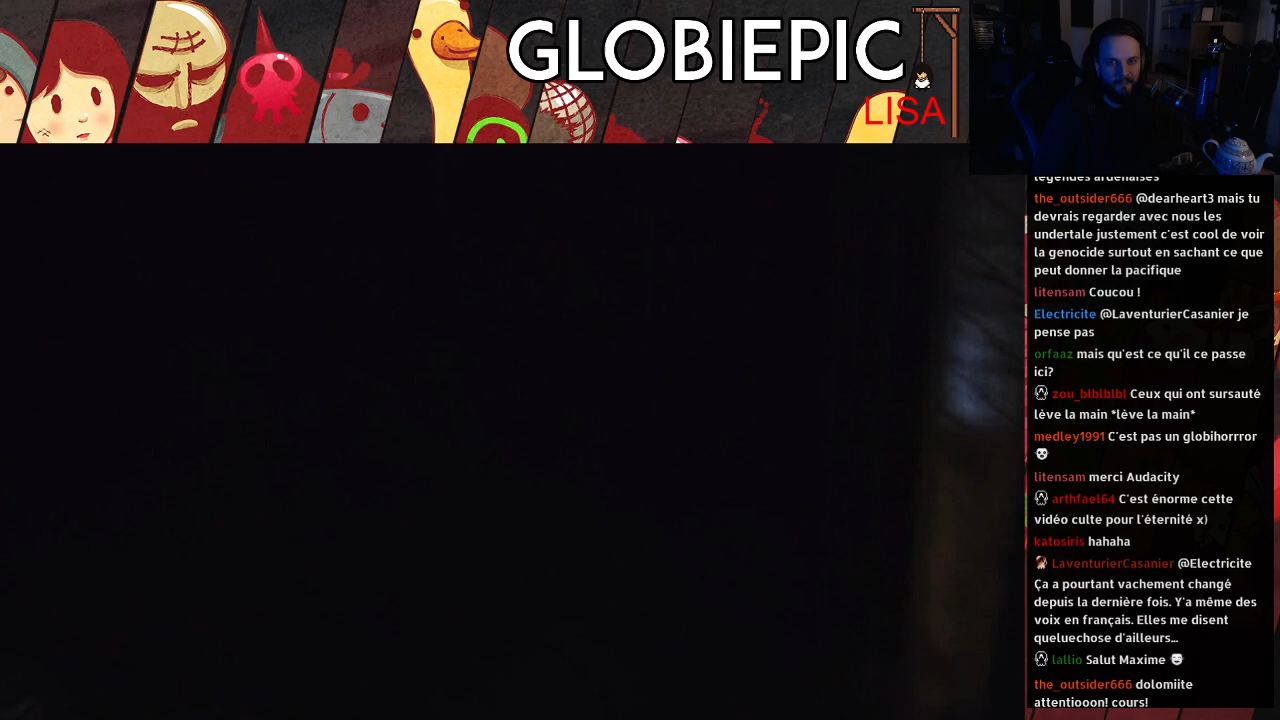 GLOBIEPIC
LISA
légendes ardenaises
the_outsider666 @dearheart3 mais tu
devrais regarder avec nous les
undertale justement c'est cool de voir
la genocide surtout en sachant ce que
peut donner la pacifique
litensam Coucou !
Electricite @LaventurierCasanier je
pense pas
orfaaz mais qu'est ce qu'il ce passe
ici?
zou_blblblbl Ceux qui ont sursauté
lève la main *lève la main*
medley1991 C'est pas un globihorrror
litensam merci Audacity
arthfael64 C'est énorme cette
vidéo culte pour l'éternité x)
katosiris hahaha
LaventurierCasanier @Electricite
Ça a pourtant vachement changé
depuis la dernière fois. Y'a même des
voix en français. Elles me disent
queluechose d'ailleurs...
lallio Salut Maxime
the_outsider666 dolomiite
attentiooon! cours!